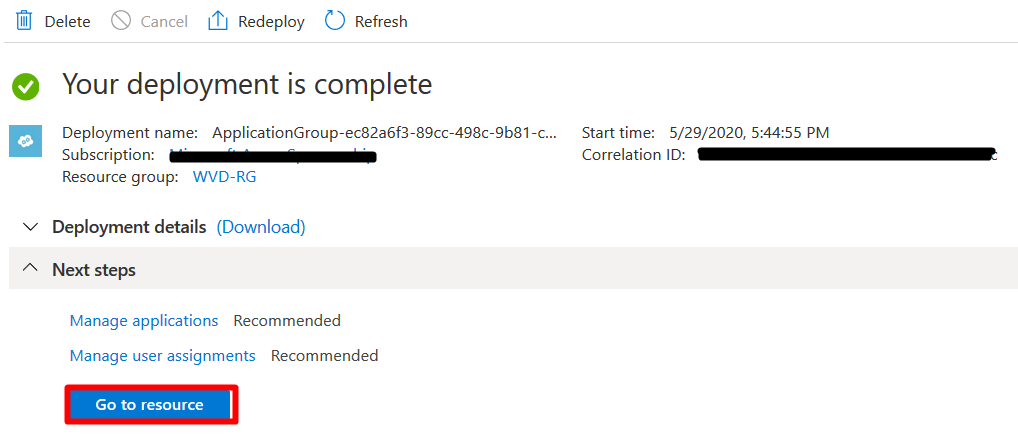 Delete Cancel Redeploy Refresh
Your deployment is complete
Deployment name: ApplicationGroup-ec82a6f3-89cc-498c-9b81-c... Start time: 5/29/2020, 5:44:55 PM
Subscription: Correlation ID:
Resource group: WVD-RG
Deployment details (Download)
Next steps
Manage applications Recommended
Manage user assignments Recommended
Go to resource